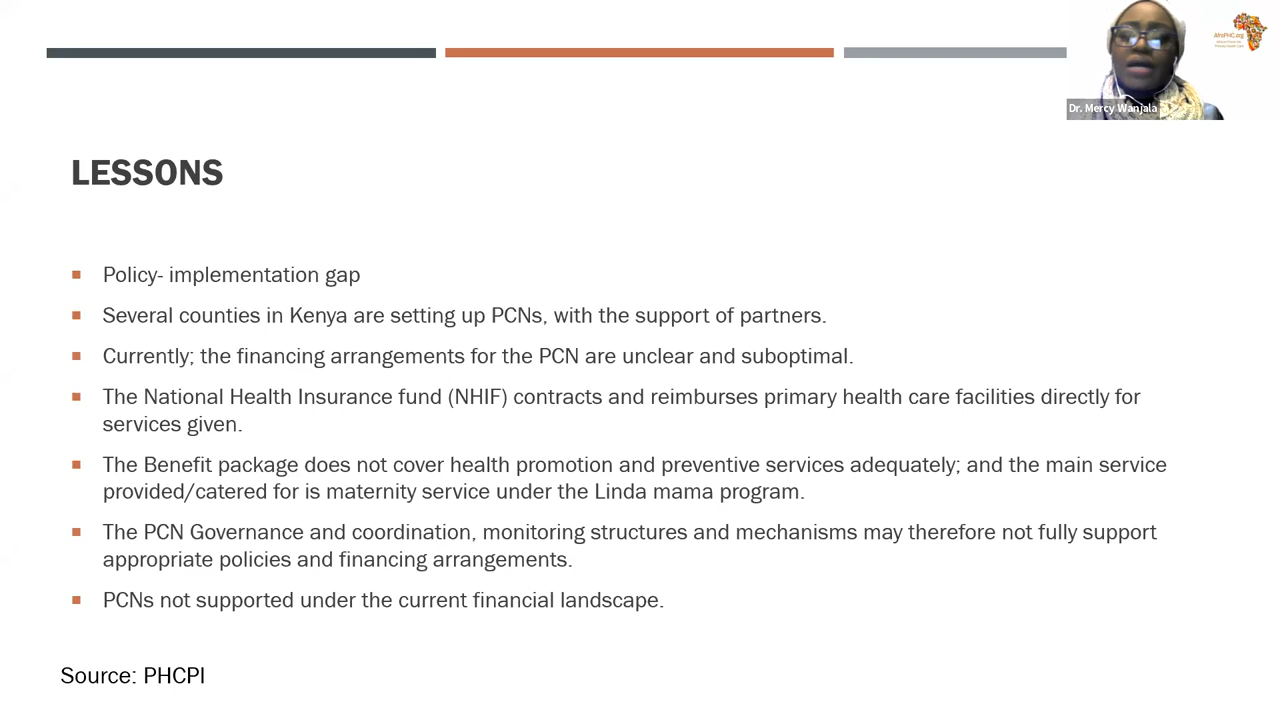 AfroPHC.org
Dr. Mercy Wanjala
LESSONS
Policy- implementation gap
Several counties in Kenya are setting up PCNs, with the support of partners.
Currently; the financing arrangements for the PCN are unclear and suboptimal.
The National Health Insurance fund (NHIF) contracts and reimburses primary health care facilities directly for
services given.
The Benefit package does not cover health promotion and preventive services adequately; and the main service
provided/catered for is maternity service under the Linda mama program.
The PCN Governance and coordination, monitoring structures and mechanisms may therefore not fully support
appropriate policies and financing arrangements.
PCNs not supported under the current financial landscape.
Source: PHCPI